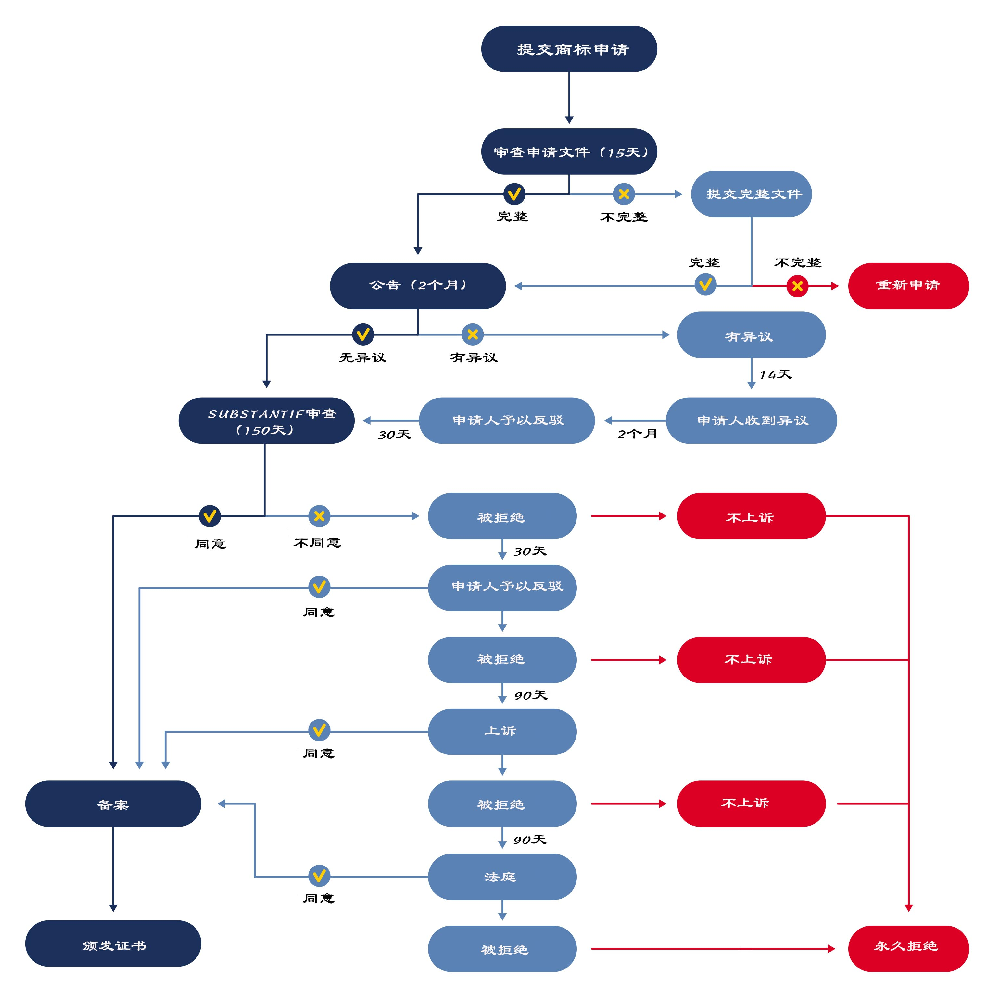 提交商标申请
审查申请文件（15天）
提交完整文件
完整
不完整
完整
不完整
公告（2个月）
重新申请
有异议
无异议
有异议
14天
SUBSTANTIF审查
（150天）
30天
申请人予以反驳
2个月
申请人收到异议
同意
不同意
被拒绝
不上诉
30天
申请人予以反驳
同意
被拒绝
不上诉
90天
上诉
同意
备案
被拒绝
不上诉
90天
法庭
同意
颁发证书
被拒绝
永久拒绝